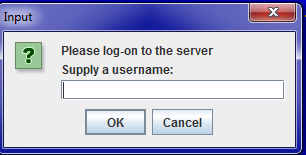 Input
Please log-on to the server
Supply a username:
OK Cancel